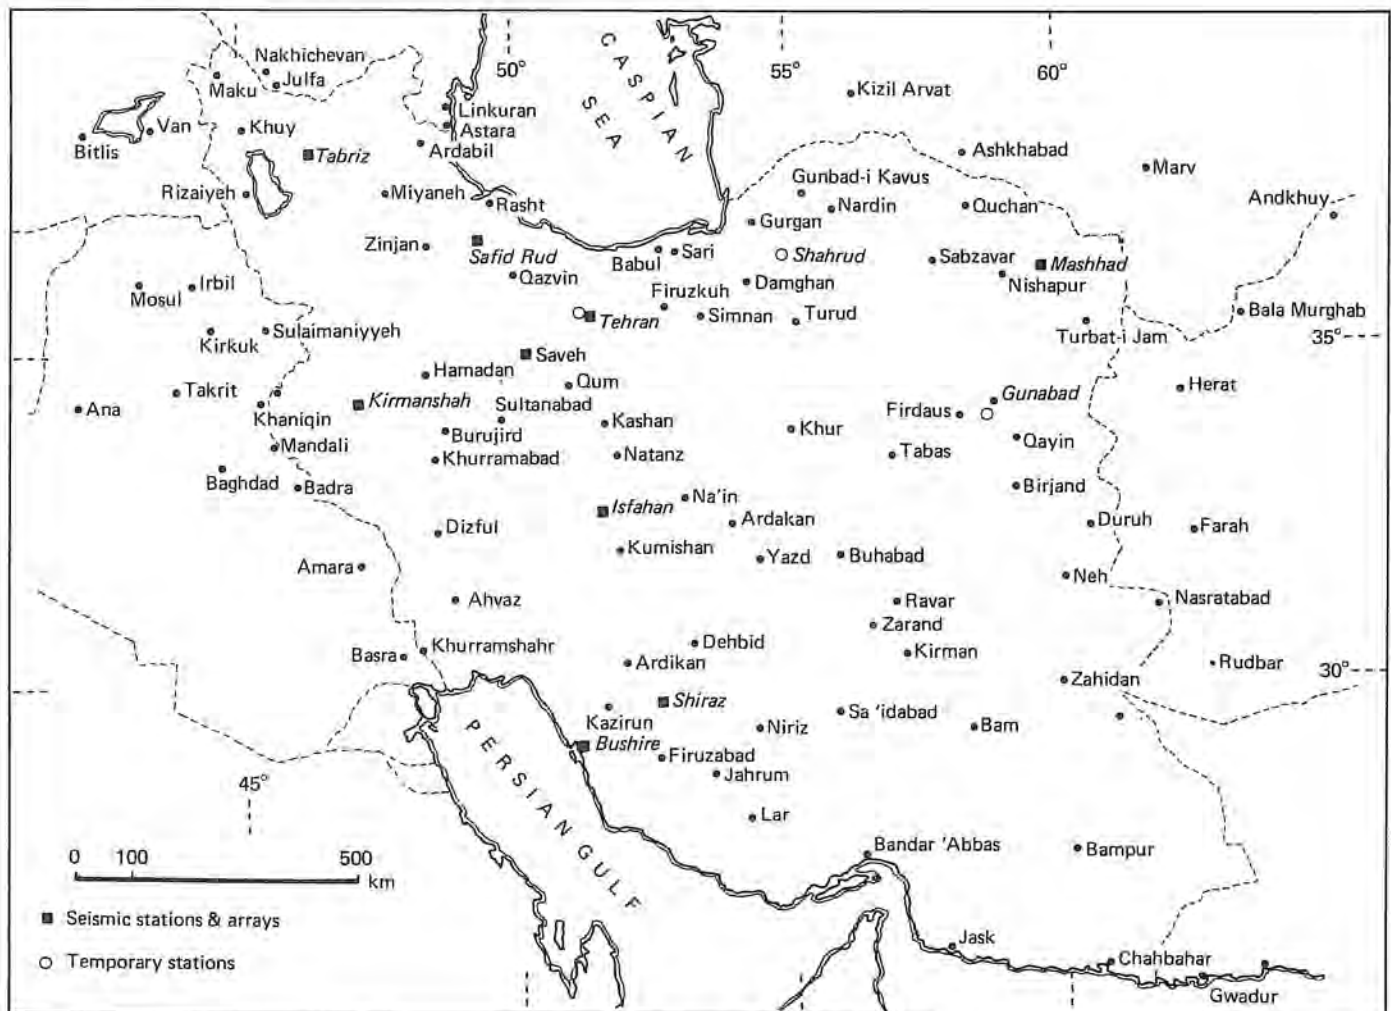 50°
55°
60°
CASPIAN
SEA
Nakhichevan
Maku
Julfa
Kizil Arvat
Linkuran
Astara
Van
Khuy
Bitlis
Tabriz
Ardabil
Ashkhabad
Marv
Gunbad-i Kavus
Rizaiyeh
Miyaneh
Rasht
Nardin
Quchan
Andkhuy
Gurgan
Zinjan
Safid Rud
Babul
Sari
Shahrud
Sabzavar
Mashhad
Qazvin
Nishapur
Mosul
Irbil
Firuzkuh
Damghan
Tehran
Simnan
Turud
Bala Murghab
Kirkuk
Sulaimaniyyeh
Turbat-i Jam
35°
Saveh
Hamadan
Qum
Takrit
Ana
Khaniqin
Kirmanshah
Sultanabad
Gunabad
Herat
Firdaus
Kashan
Khur
Mandali
Burujird
Qayin
Khurramabad
Natanz
Tabas
Baghdad
Badra
Na'in
Birjand
Isfahan
Dizful
Ardakan
Duruh
Farah
Kumishan
Yazd
Buhabad
Amara
Neh
Ahvaz
Ravar
Nasratabad
Zarand
Basra
Khurramshahr
Dehbid
Kirman
Ardikan
Rudbar
30°
Zahidan
Shiraz
Kazirun
Sa 'idabad
Niriz
Bam
Bushire
Firuzabad
Jahrum
PERSIAN GULF
45°
Lar
Bandar 'Abbas
Bampur
0 100 500
km
Seismic stations & arrays
Jask
Temporary stations
Chahbahar
Gwadur